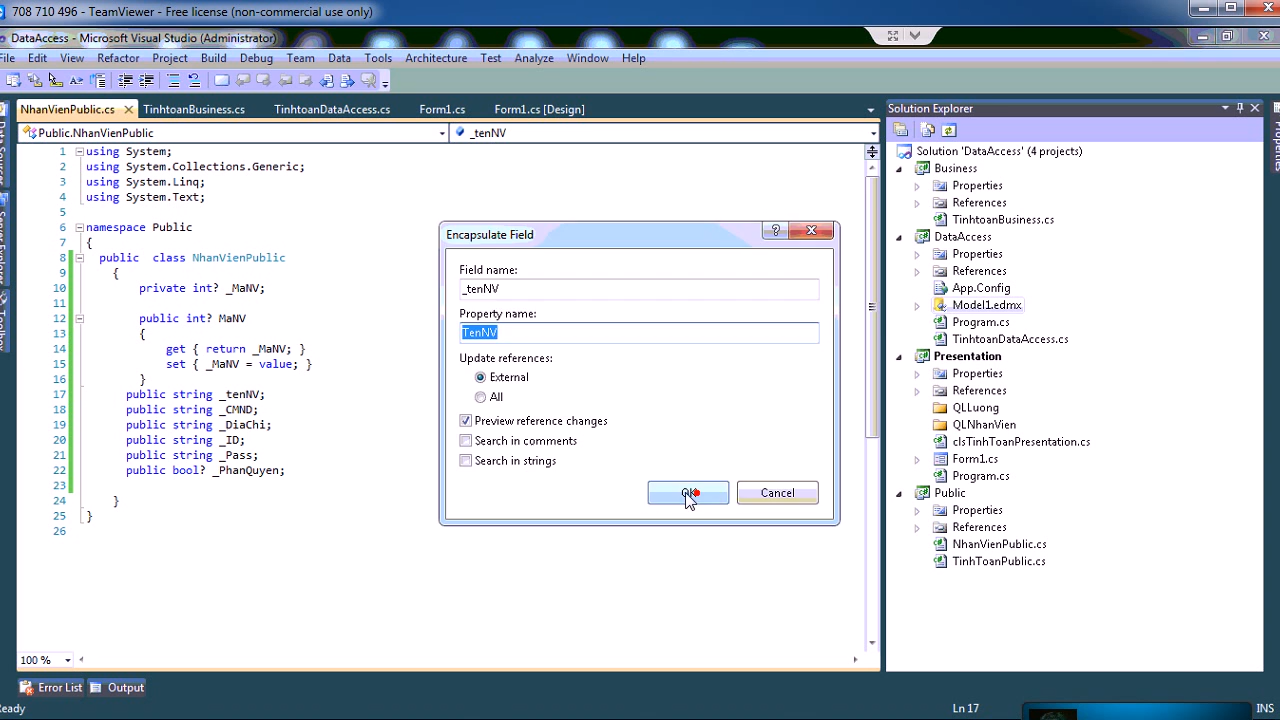 708 710 496 - TeamViewer - Free license (non-commercial use only)
DataAccess - Microsoft Visual Studio (Administrator)
File Edit View Refactor Project Build Debug Team Data Tools Architecture Test Analyze Window Help
NhanVienPublic.cs TinhtoanBusiness.cs TinhtoanDataAccess.cs Form1.cs Form1.cs [Design]
Public.NhanVienPublic _tenNV
1 using System;
2 using System.Collections.Generic;
3 using System.Linq;
4 using System.Text;
5
6 namespace Public
7 {
8 public class NhanVienPublic
9 {
10 private int? _MaNV;
11
12 public int? MaNV
13 {
14 get { return _MaNV; }
15 set { _MaNV = value; }
16 }
17 public string _tenNV;
18 public string _CMND;
19 public string _DiaChi;
20 public string _ID;
21 public string _Pass;
22 public bool? _PhanQuyen;
23
24 }
25 }
26
100 %
Error List Output
Ready
Ln 17
INS
Encapsulate Field
Field name:
_tenNV
Property name:
TenNV
Update references:
External
All
Preview reference changes
Search in comments
Search in strings
OK Cancel
Solution Explorer
Solution 'DataAccess' (4 projects)
Business
Properties
References
TinhtoanBusiness.cs
DataAccess
Properties
References
App.Config
Model1.edmx
Program.cs
TinhtoanDataAccess.cs
Presentation
Properties
References
QLLuong
QLNhanVien
clsTinhToanPresentation.cs
Form1.cs
Program.cs
Public
Properties
References
NhanVienPublic.cs
TinhToanPublic.cs
Properties
Data Sources
Server Explorer
Toolbox